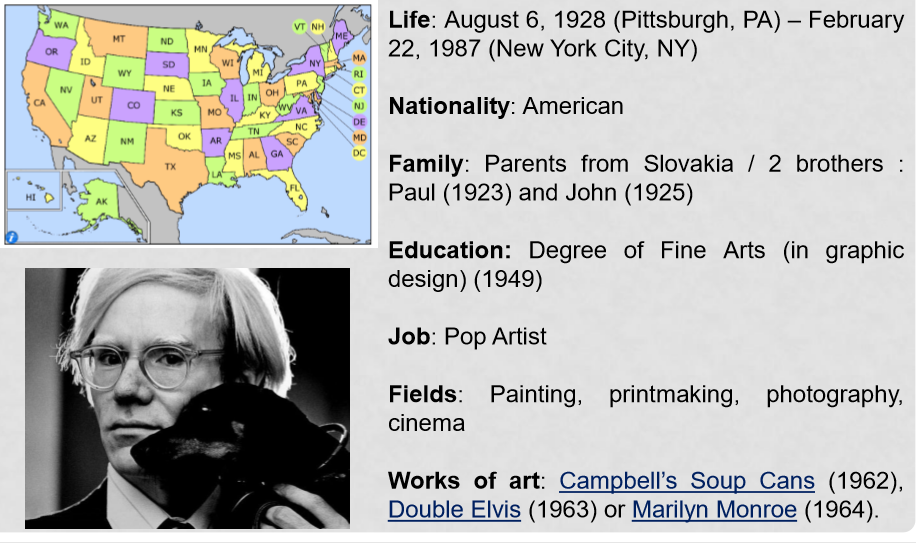 WA
MT
ND
MN
VT NH
ME
OR
ID
SD
WI
NY
MA
WY
MI
RI
IA
PA
CT
NE
NV
UT
CO
IL IN OH
NJ
CA
KS
MO
KY
WV
VA
DE
MD
AZ
NM
OK
AR
TN
NC
SC
DC
TX
MS
AL
GA
LA
FL
HI
AK
i
Life: August 6, 1928 (Pittsburgh, PA) – February
22, 1987 (New York City, NY)
Nationality: American
Family: Parents from Slovakia / 2 brothers :
Paul (1923) and John (1925)
Education: Degree of Fine Arts (in graphic
design) (1949)
Job: Pop Artist
Fields: Painting, printmaking, photography,
cinema
Works of art: Campbell’s Soup Cans (1962),
Double Elvis (1963) or Marilyn Monroe (1964).